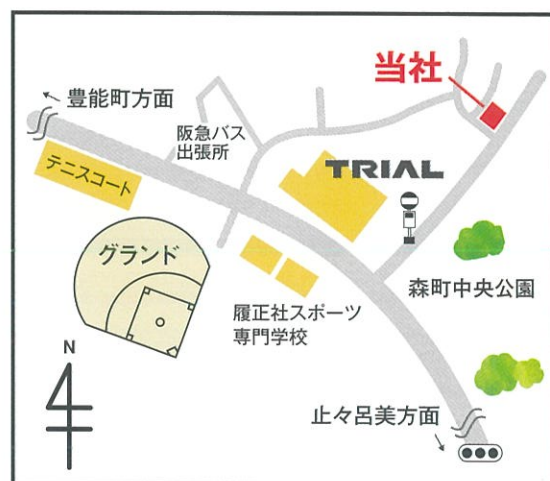 当社
豊能町方面
阪急バス
出張所
テニスコート
TRIAL
グランド
森町中央公園
履正社スポーツ
専門学校
N
止々呂美方面